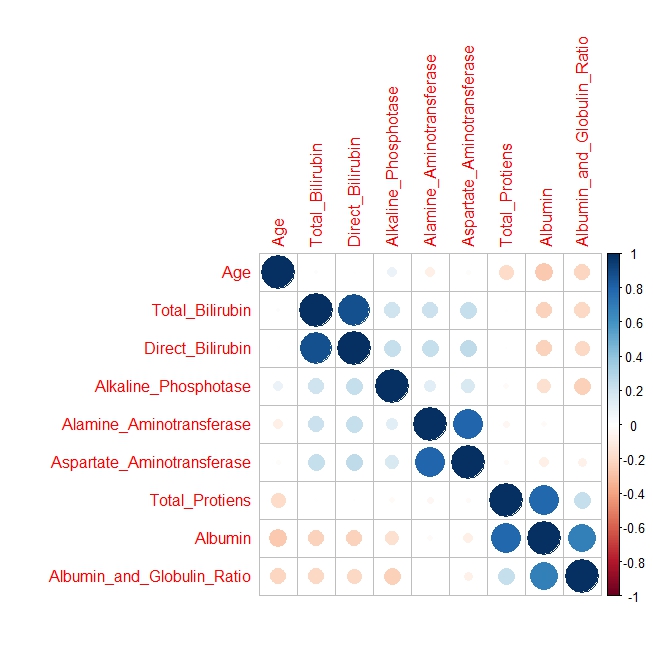 Age
Total_Bilirubin
Direct_Bilirubin
Alkaline_Phosphotase
Alamine_Aminotransferase
Aspartate_Aminotransferase
Total_Protiens
Albumin
Albumin_and_Globulin_Ratio
Age
Total_Bilirubin
Direct_Bilirubin
Alkaline_Phosphotase
Alamine_Aminotransferase
Aspartate_Aminotransferase
Total_Protiens
Albumin
Albumin_and_Globulin_Ratio
1
0.8
0.6
0.4
0.2
0
-0.2
-0.4
-0.6
-0.8
-1